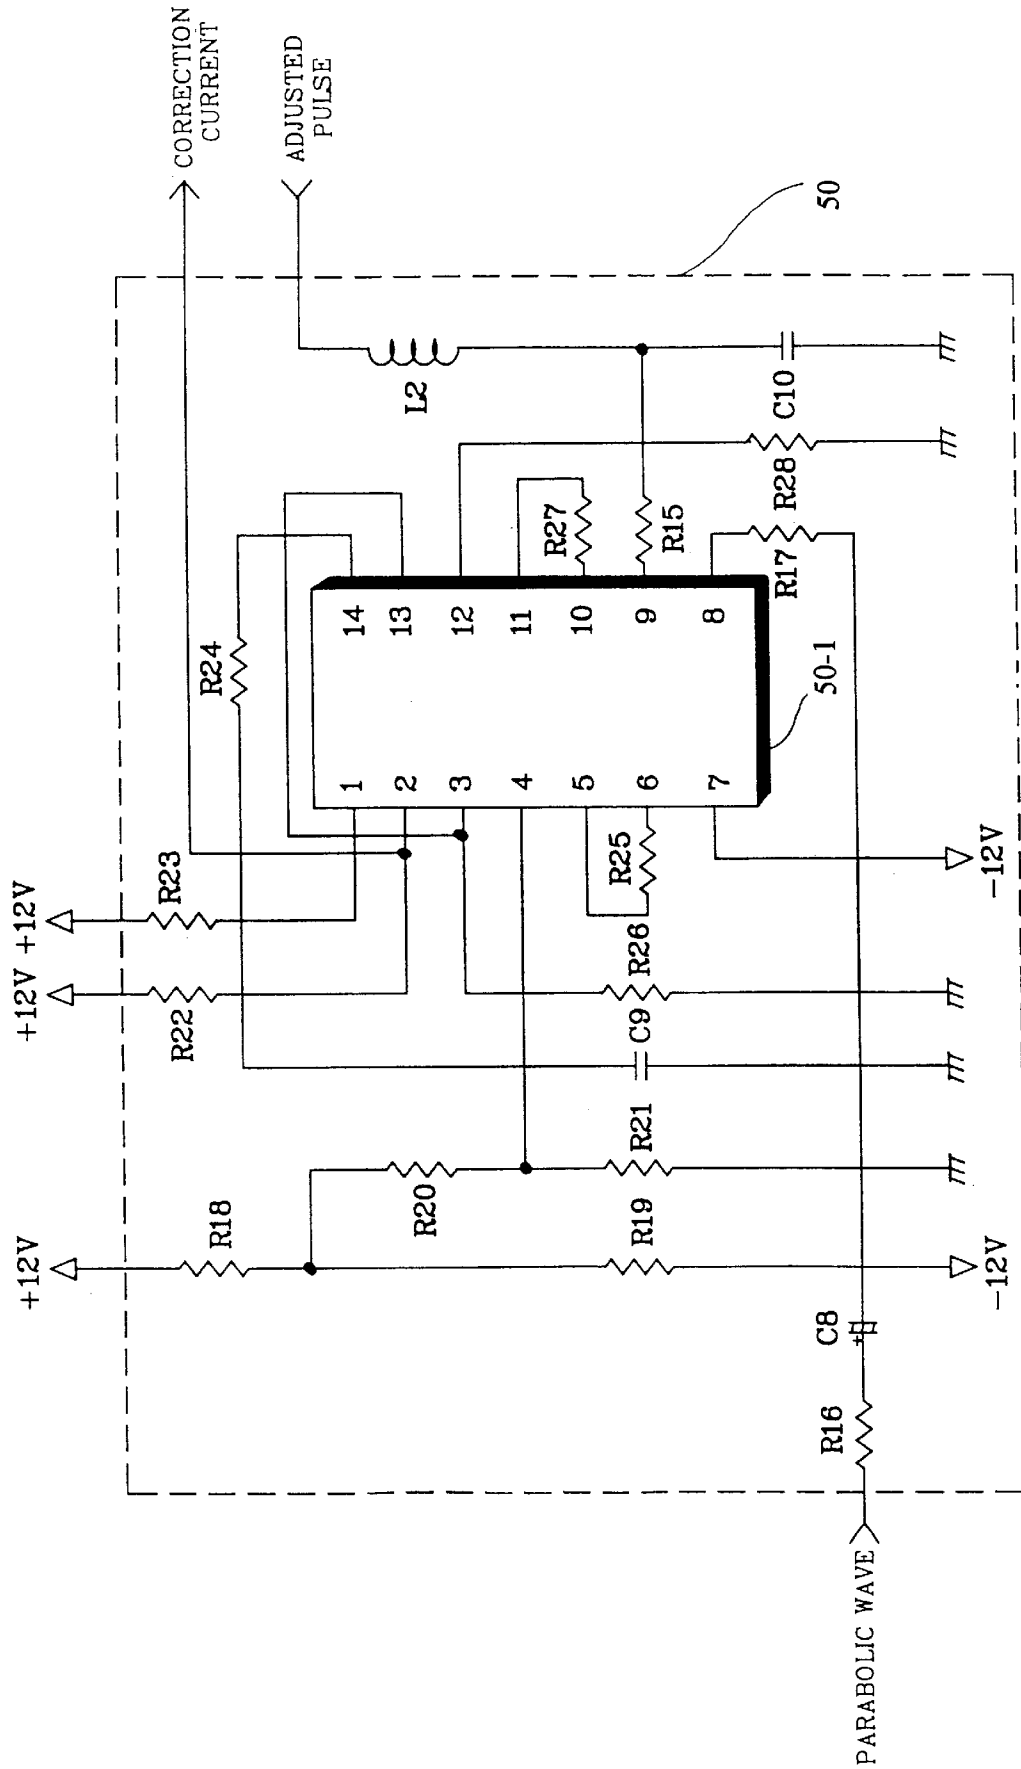 CORRECTION
CURRENT
ADJUSTED
PULSE
50
+12V
+12V
+12V
R23
R22
R18
R24
L2
C10
R28
R27
R15
R17
14
13
12
11
10
9
8
1
2
3
4
5
6
7
50-1
R25
R26
C9
R21
R20
R19
-12V
-12V
C8
+
R16
PARABOLIC WAVE